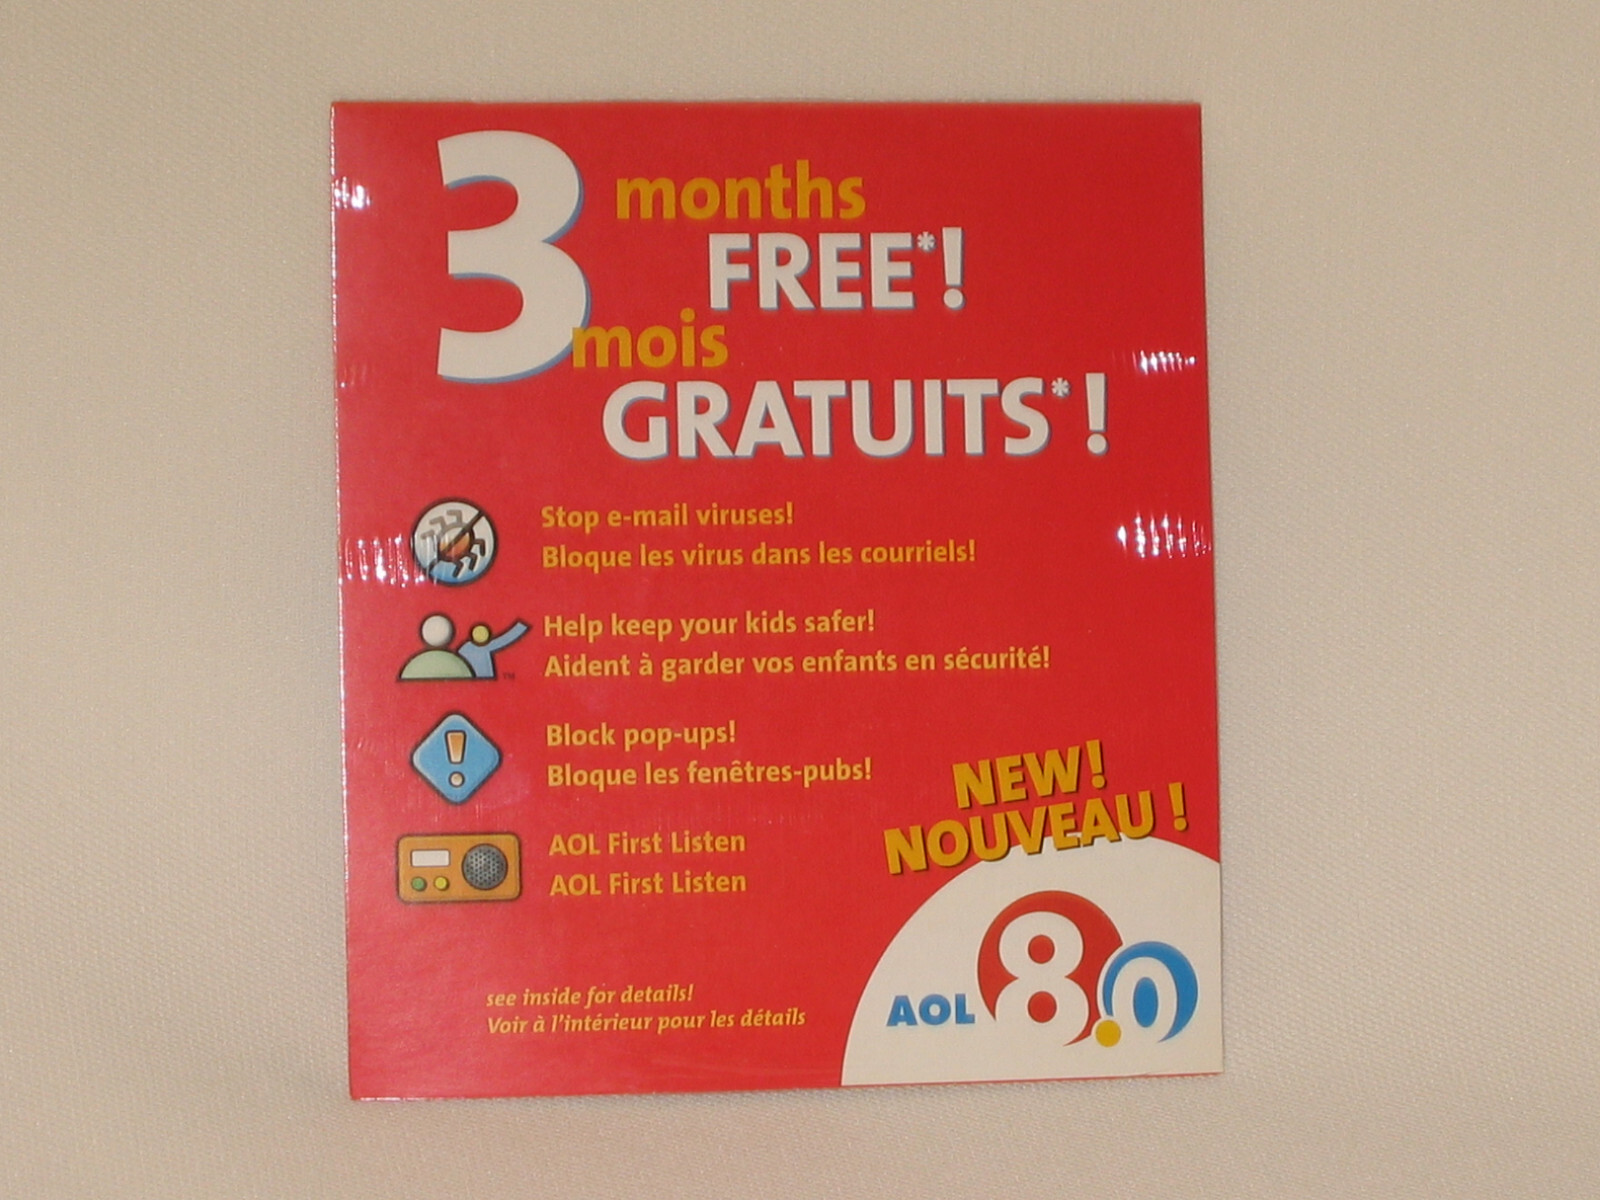 3 months
FREE*!
mois
GRATUITS* !
Stop e-mail viruses!
Bloque les virus dans les courriels!
Help keep your kids safer!
Aident à garder vos enfants en sécurité!
TM
Block pop-ups!
Bloque les fenêtres-pubs!
AOL First Listen
AOL First Listen
NEW!
NOUVEAU !
AOL 8.0
see inside for details!
Voir à l'intérieur pour les détails